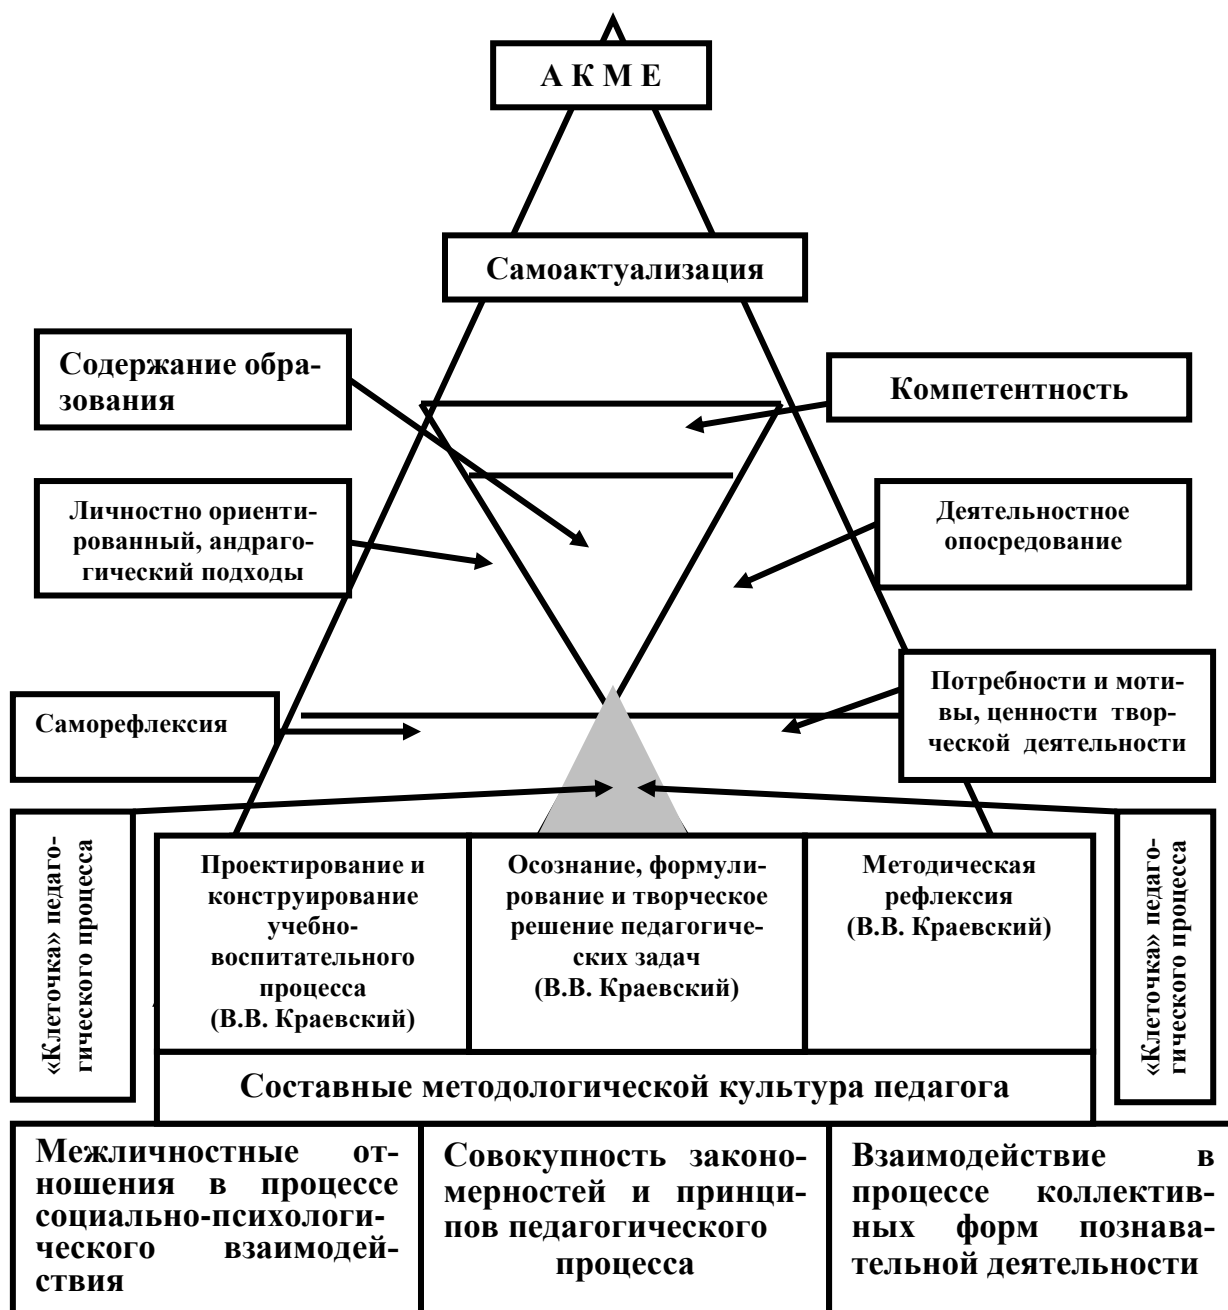 А К М Е
Самоактуализация
Содержание обра-
зования
Компетентность
Личностно ориенти-
рованный, андраго-
гический подходы
Деятельностное
опосредование
Саморефлексия
Потребности и моти-
вы, ценности твор-
ческой деятельности
«Клеточка» педаго-
гического процесса
Проектирование и
конструирование
учебно-
воспитательного
процесса
(В.В. Краевский)
Осознание, формули-
рование и творческое
решение педагогиче-
ских задач
(В.В. Краевский)
Методическая
рефлексия
(В.В. Краевский)
«Клеточка» педаго-
гического процесса
Составные методологической культура педагога
Межличностные от-
ношения в процессе
социально-психологи-
ческого взаимодей-
ствия
Совокупность законо-
мерностей и принци-
пов педагогического
процесса
Взаимодействие в
процессе коллектив-
ных форм познава-
тельной деятельности